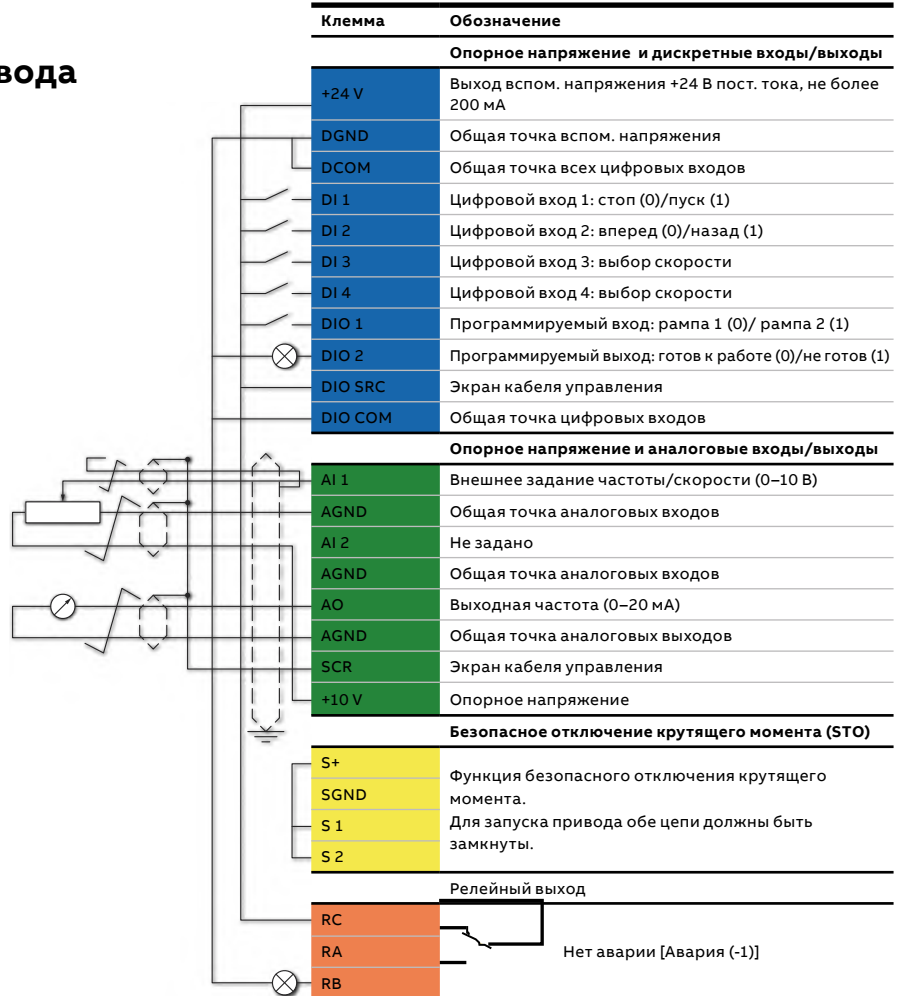 вода
Клемма Обозначение
Опорное напряжение и дискретные входы/выходы
+24 V Выход вспом. напряжения +24 В пост. тока, не более
200 мА
DGND Общая точка вспом. напряжения
DCOM Общая точка всех цифровых входов
DI 1 Цифровой вход 1: стоп (0)/пуск (1)
DI 2 Цифровой вход 2: вперед (0)/назад (1)
DI 3 Цифровой вход 3: выбор скорости
DI 4 Цифровой вход 4: выбор скорости
DIO 1 Программируемый вход: рампа 1 (0)/ рампа 2 (1)
DIO 2 Программируемый выход: готов к работе (0)/не готов (1)
DIO SRC Экран кабеля управления
DIO COM Общая точка цифровых входов
Опорное напряжение и аналоговые входы/выходы
AI 1 Внешнее задание частоты/скорости (0–10 В)
AGND Общая точка аналоговых входов
AI 2 Не задано
AGND Общая точка аналоговых входов
AO Выходная частота (0–20 мА)
AGND Общая точка аналоговых выходов
SCR Экран кабеля управления
+10 V Опорное напряжение
Безопасное отключение крутящего момента (STO)
S+
SGND
S 1
S 2
Функция безопасного отключения крутящего
момента.
Для запуска привода обе цепи должны быть
замкнуты.
Релейный выход
RC
RA Нет аварии [Авария (-1)]
RB